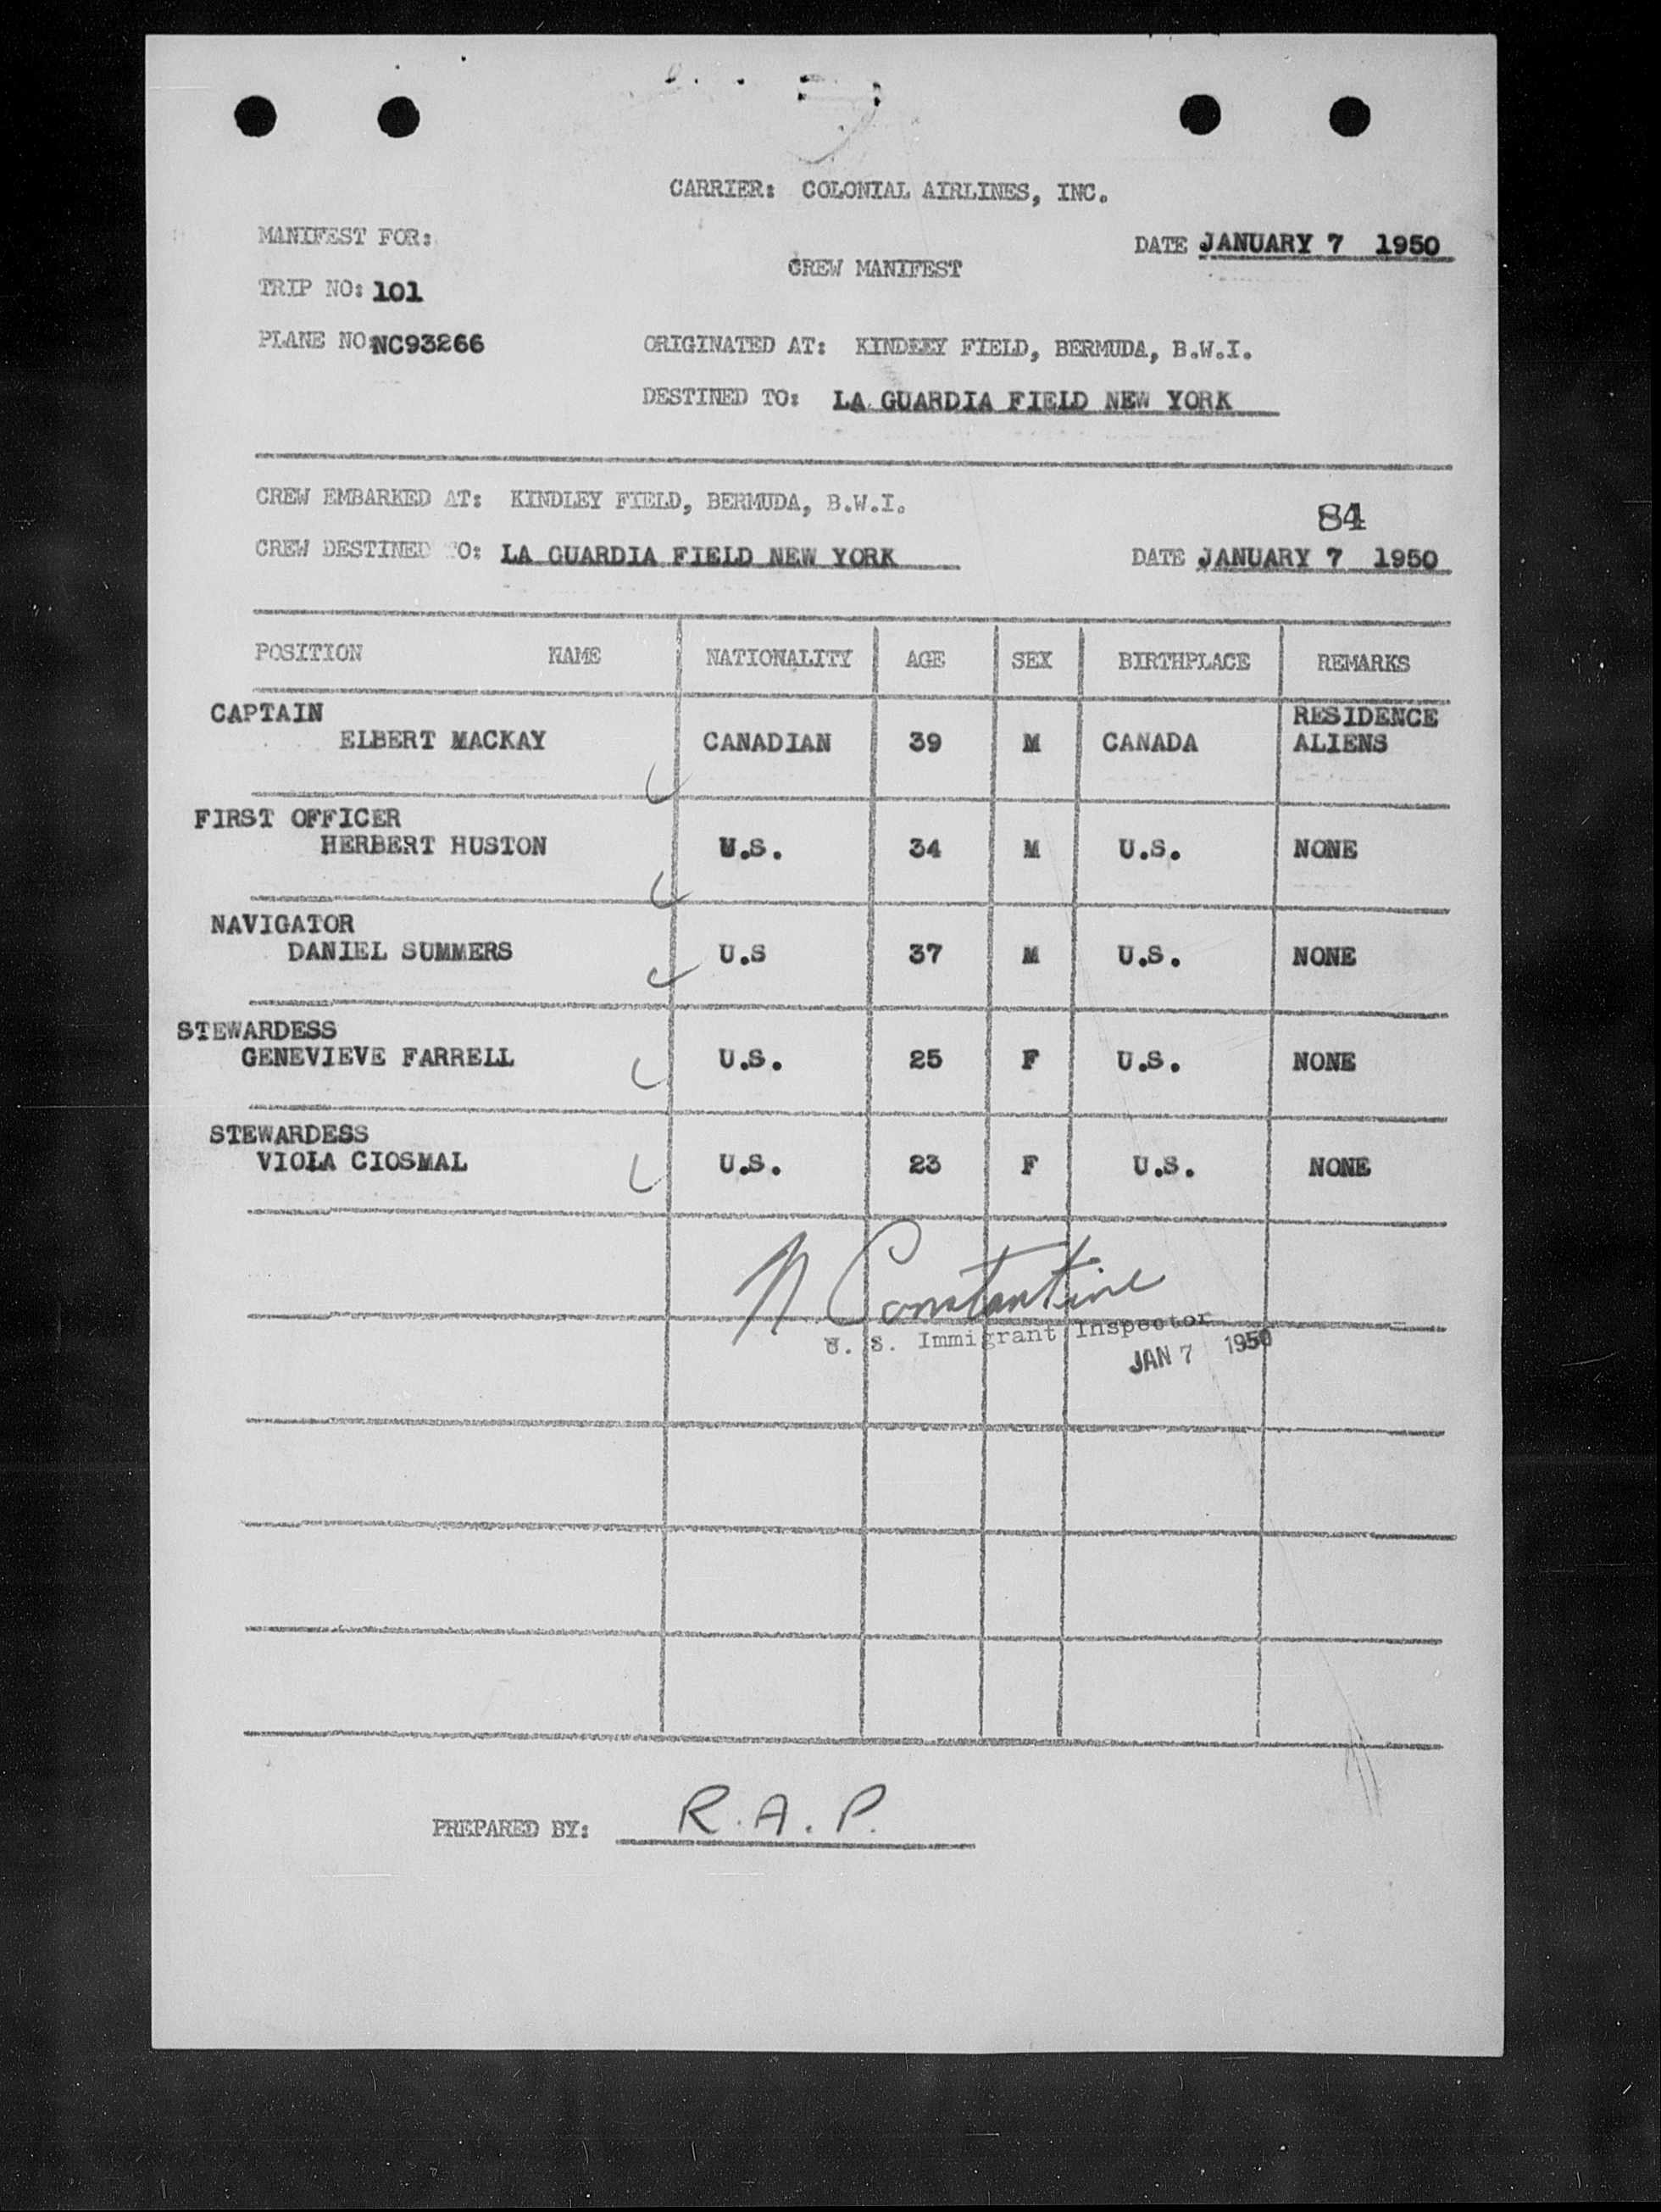 CARRIER: COLONIAL AIRLINES, INC.
MANIFEST FOR:
DATE JANUARY 7 1950
CREW MANIFEST
TRIP NO: 101
PLANE NO: NC93266
ORIGINATED AT: KINDLEY FIELD, BERMUDA, B.W.I.
DESTINED TO: LA GUARDIA FIELD NEW YORK
CREW EMBARKED AT: KINDLEY FIELD, BERMUDA, B.W.I.
84
CREW DESTINED TO: LA GUARDIA FIELD NEW YORK DATE JANUARY 7 1950
POSITION NAME NATIONALITY AGE SEX BIRTHPLACE REMARKS
CAPTAIN RESIDENCE
ELBERT MACKAY CANADIAN 39 M CANADA ALIENS
FIRST OFFICER
HERBERT HUSTON U.S. 34 M U.S. NONE
NAVIGATOR
DANIEL SUMMERS U.S 37 M U.S. NONE
STEWARDESS
GENEVIEVE FARRELL U.S. 25 F U.S. NONE
STEWARDESS
VIOLA CIOSMAL U.S. 23 F U.S. NONE
N Constantine
U. S. Immigrant Inspector
JAN 7 1950
PREPARED BY: R.A.P.